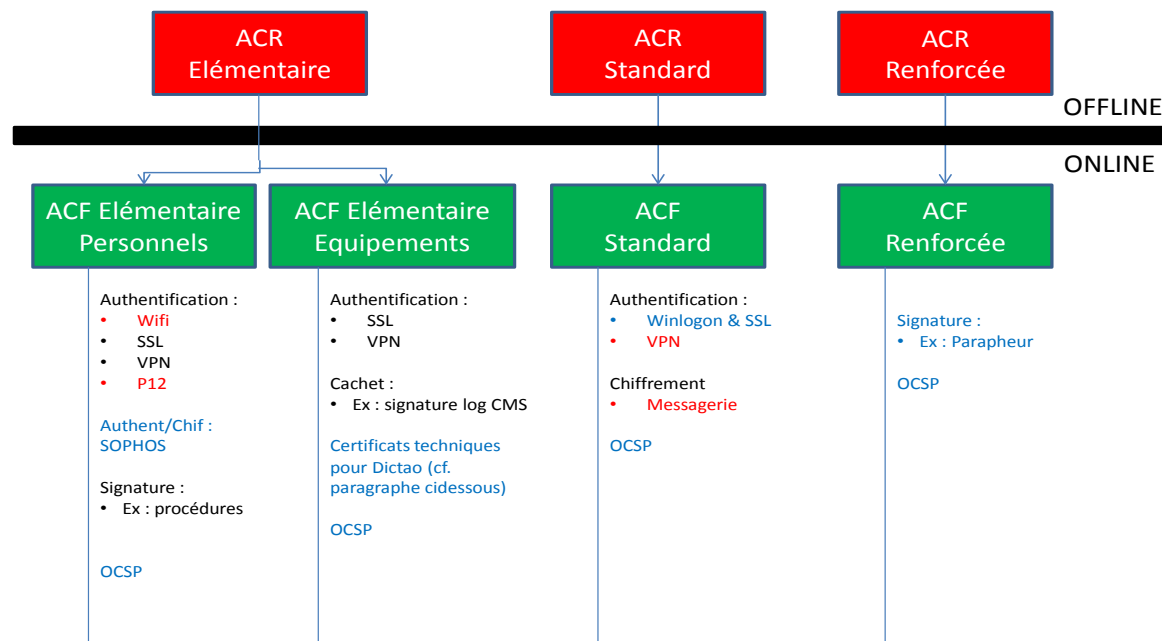 ACR
Elémentaire
ACR
Standard
ACR
Renforcée
OFFLINE
ONLINE
ACF Elémentaire
Personnels
ACF Elémentaire
Equipements
ACF
Standard
ACF
Renforcée
Authentification :
• Wifi
• SSL
• VPN
• P12
Authent/Chif :
SOPHOS
Signature :
• Ex : procédures
OCSP
Authentification :
• SSL
• VPN
Cachet :
• Ex : signature log CMS
Certificats techniques
pour Dictao (cf.
paragraphe cidessous)
OCSP
Authentification :
• Winlogon & SSL
• VPN
Chiffrement
• Messagerie
OCSP
Signature :
• Ex : Parapheur
OCSP